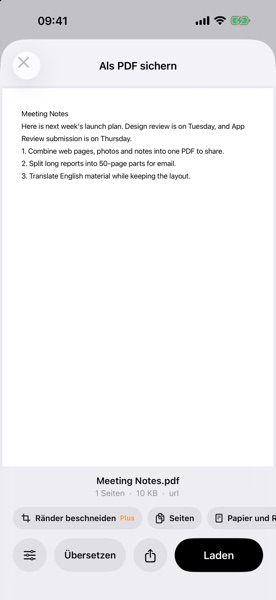 09:41
Als PDF sichern
Meeting Notes
Here is next week's launch plan. Design review is on Tuesday, and App
Review submission is on Thursday.
1. Combine web pages, photos and notes into one PDF to share.
2. Split long reports into 50-page parts for email.
3. Translate English material while keeping the layout.
Meeting Notes.pdf
1 Seiten · 10 KB · url
Ränder beschneiden Plus
Seiten
Papier und R
Übersetzen
Laden